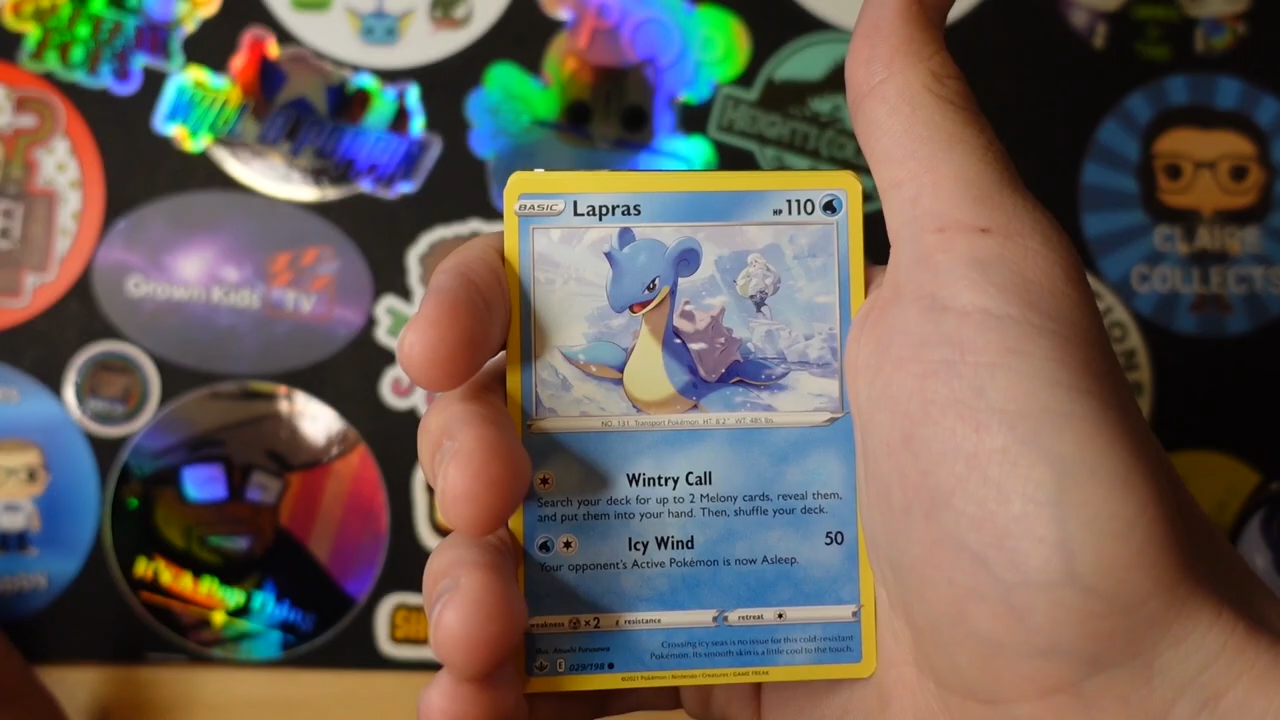 WILL
Grown Kids TV
HEIGHTS
CLAIRE
COLLECTS
BASIC Lapras HP 110
NO. 131 Transport Pokémon HT: 8'2" WT: 485 lbs.
Wintry Call
Search your deck for up to 2 Melony cards, reveal them,
and put them into your hand. Then, shuffle your deck.
Icy Wind 50
Your opponent's Active Pokémon is now Asleep.
weakness ×2 resistance retreat
Illus. Atsushi Furusawa
Crossing icy seas is no issue for this cold-resistant
Pokémon. Its smooth skin is a little cool to the touch.
E 029/198
©2021 Pokémon / Nintendo / Creatures / GAME FREAK